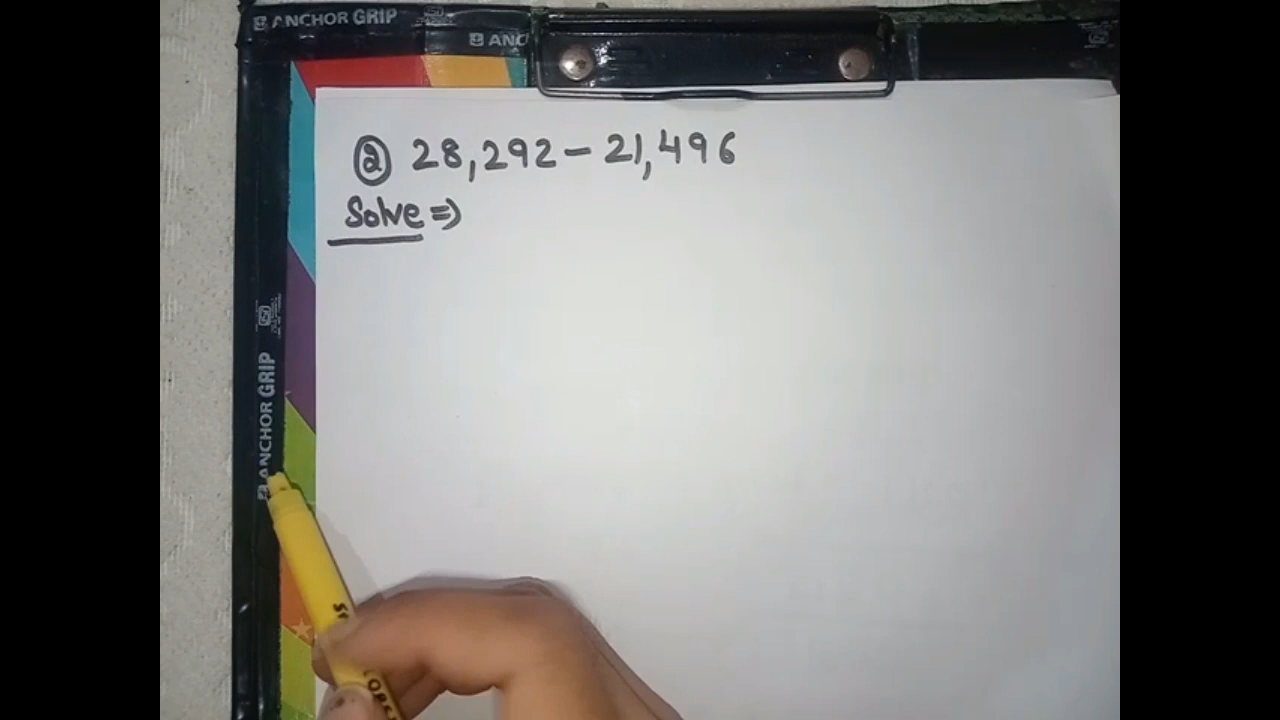 ANCHOR GRIP
ANC
② 28,292 - 21,496
Solve ⇒
ANCHOR GRIP